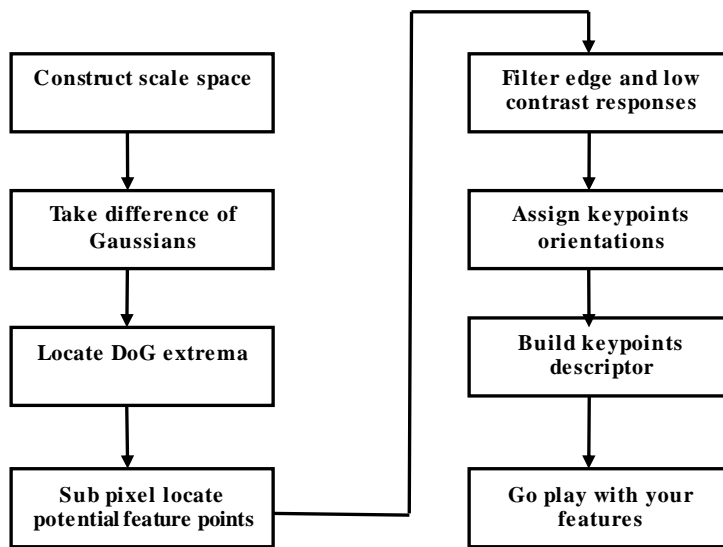 Construct scale space
Take difference of
Gaussians
Locate DoG extrema
Sub pixel locate
potential feature points
Filter edge and low
contrast responses
Assign keypoints
orientations
Build keypoints
descriptor
Go play with your
features